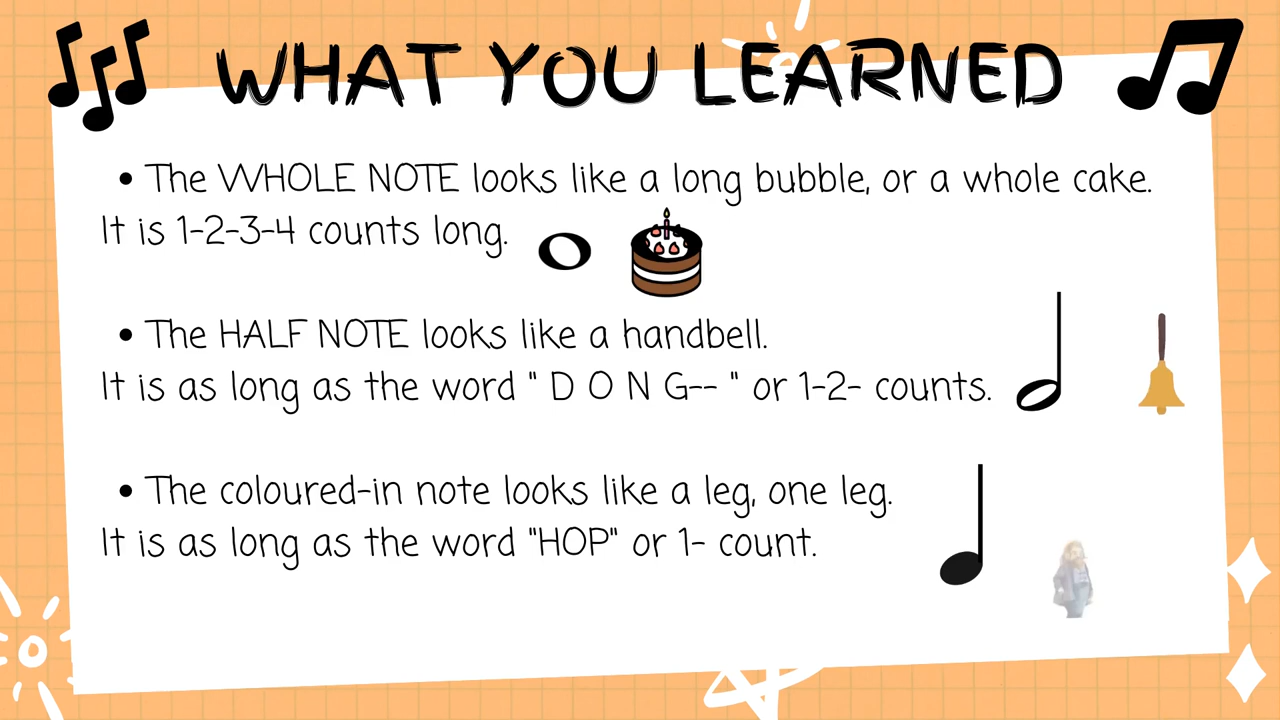 WHAT YOU LEARNED
• The WHOLE NOTE looks like a long bubble, or a whole cake.
It is 1-2-3-4 counts long.
• The HALF NOTE looks like a handbell.
It is as long as the word " D O N G-- " or 1-2- counts.
• The coloured-in note looks like a leg, one leg.
It is as long as the word "HOP" or 1- count.